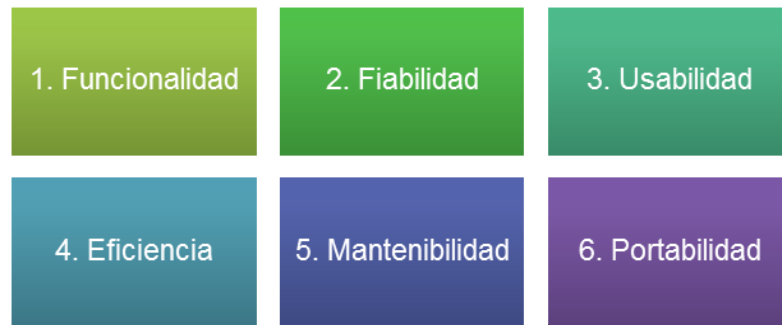 1. Funcionalidad
2. Fiabilidad
3. Usabilidad
4. Eficiencia
5. Mantenibilidad
6. Portabilidad